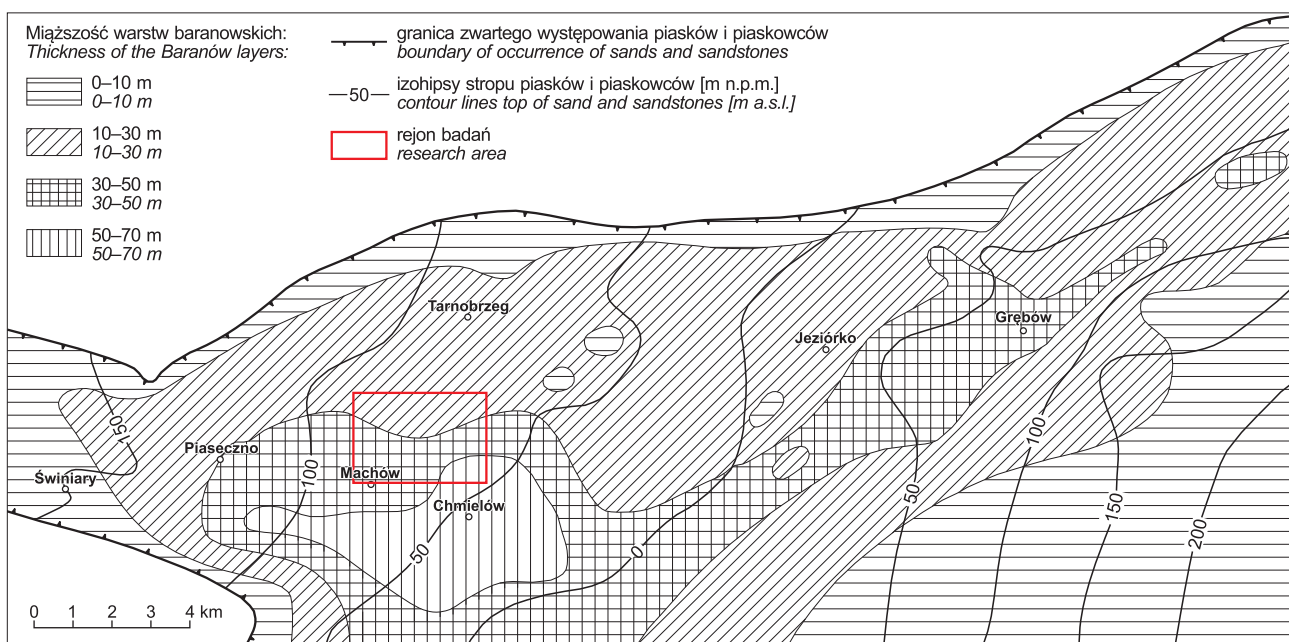 Miąższość warstw baranowskich:
Thickness of the Baranów layers:
0–10 m
0–10 m
10–30 m
10–30 m
30–50 m
30–50 m
50–70 m
50–70 m
granica zwartego występowania piasków i piaskowców
boundary of occurrence of sands and sandstones
50
izohipsy stropu piasków i piaskowców [m n.p.m.]
contour lines top of sand and sandstones [m a.s.l.]
rejon badań
research area
Tarnobrzeg
Jeziórko
Grębów
150
Piaseczno
100
Machów
Świniary
Chmielów
50
0
50
100
150
200
0 1 2 3 4 km